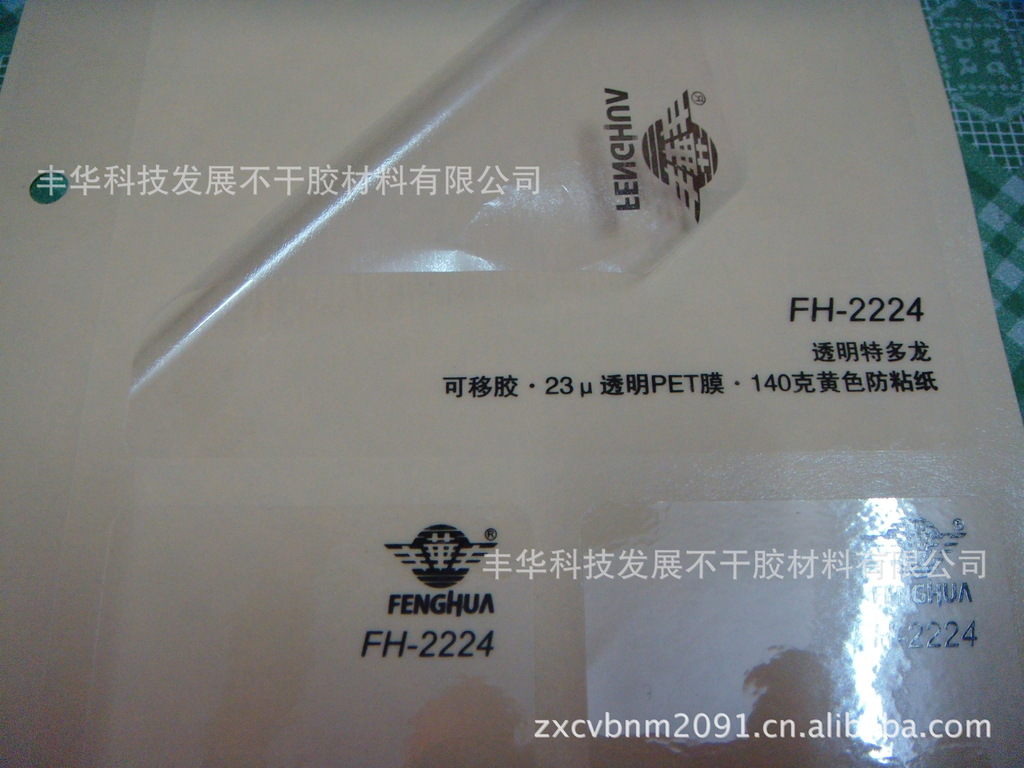 FENGHUA
®
丰华科技发展不干胶材料有限公司
FH-2224
透明特多龙
可移胶·23μ透明PET膜·140克黄色防粘纸
華®
FENGHUA
FH-2224
丰华科技发展不干胶材料有限公司
®
FENGHUA
FH-2224
zxcvbnm2091.cn.alibaba.com